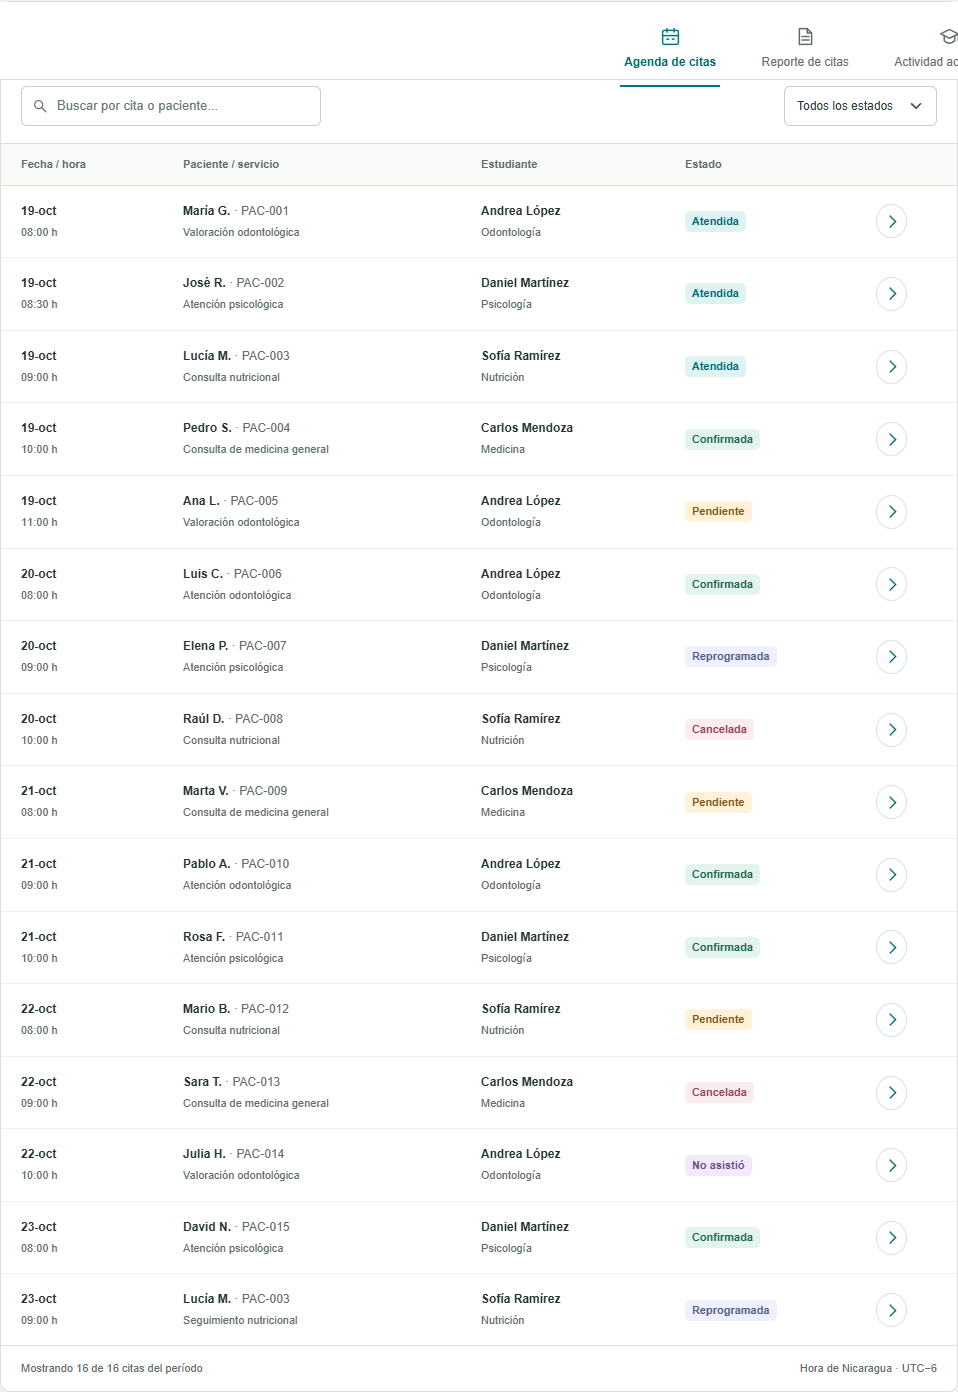 Agenda de citas
Reporte de citas
Actividad ac
Buscar por cita o paciente...
Todos los estados
Fecha / hora Paciente / servicio Estudiante Estado
19-oct María G. · PAC-001 Andrea López
08:00 h Valoración odontológica Odontología
Atendida
19-oct José R. · PAC-002 Daniel Martínez
08:30 h Atención psicológica Psicología
Atendida
19-oct Lucía M. · PAC-003 Sofía Ramírez
09:00 h Consulta nutricional Nutrición
Atendida
19-oct Pedro S. · PAC-004 Carlos Mendoza
10:00 h Consulta de medicina general Medicina
Confirmada
19-oct Ana L. · PAC-005 Andrea López
11:00 h Valoración odontológica Odontología
Pendiente
20-oct Luis C. · PAC-006 Andrea López
08:00 h Atención odontológica Odontología
Confirmada
20-oct Elena P. · PAC-007 Daniel Martínez
09:00 h Atención psicológica Psicología
Reprogramada
20-oct Raúl D. · PAC-008 Sofía Ramírez
10:00 h Consulta nutricional Nutrición
Cancelada
21-oct Marta V. · PAC-009 Carlos Mendoza
08:00 h Consulta de medicina general Medicina
Pendiente
21-oct Pablo A. · PAC-010 Andrea López
09:00 h Atención odontológica Odontología
Confirmada
21-oct Rosa F. · PAC-011 Daniel Martínez
10:00 h Atención psicológica Psicología
Confirmada
22-oct Mario B. · PAC-012 Sofía Ramírez
08:00 h Consulta nutricional Nutrición
Pendiente
22-oct Sara T. · PAC-013 Carlos Mendoza
09:00 h Consulta de medicina general Medicina
Cancelada
22-oct Julia H. · PAC-014 Andrea López
10:00 h Valoración odontológica Odontología
No asistió
23-oct David N. · PAC-015 Daniel Martínez
08:00 h Atención psicológica Psicología
Confirmada
23-oct Lucía M. · PAC-003 Sofía Ramírez
09:00 h Seguimiento nutricional Nutrición
Reprogramada
Mostrando 16 de 16 citas del período
Hora de Nicaragua · UTC−6